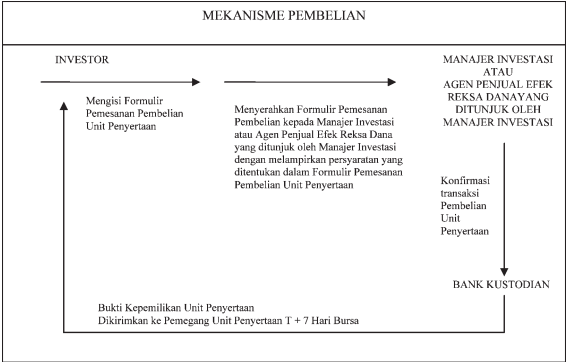 MEKANISME PEMBELIAN
INVESTOR
Mengisi Formulir
Pemesanan Pembelian
Unit Penyertaan
Menyerahkan Formulir Pemesanan
Pembelian kepada Manajer Investasi
atau Agen Penjual Efek Reksa Dana
yang ditunjuk oleh Manajer Investasi
dengan melampirkan persyaratan yang
ditentukan dalam Formulir Pemesanan
Pembelian Unit Penyertaan
MANAJER INVESTASI
ATAU
AGEN PENJUAL EFEK
REKSA DANAYANG
DITUNJUK OLEH
MANAJER INVESTASI
Konfirmasi
transaksi
Pembelian
Unit
Penyertaan
BANK KUSTODIAN
Bukti Kepemilikan Unit Penyertaan
Dikirimkan ke Pemegang Unit Penyertaan T + 7 Hari Bursa